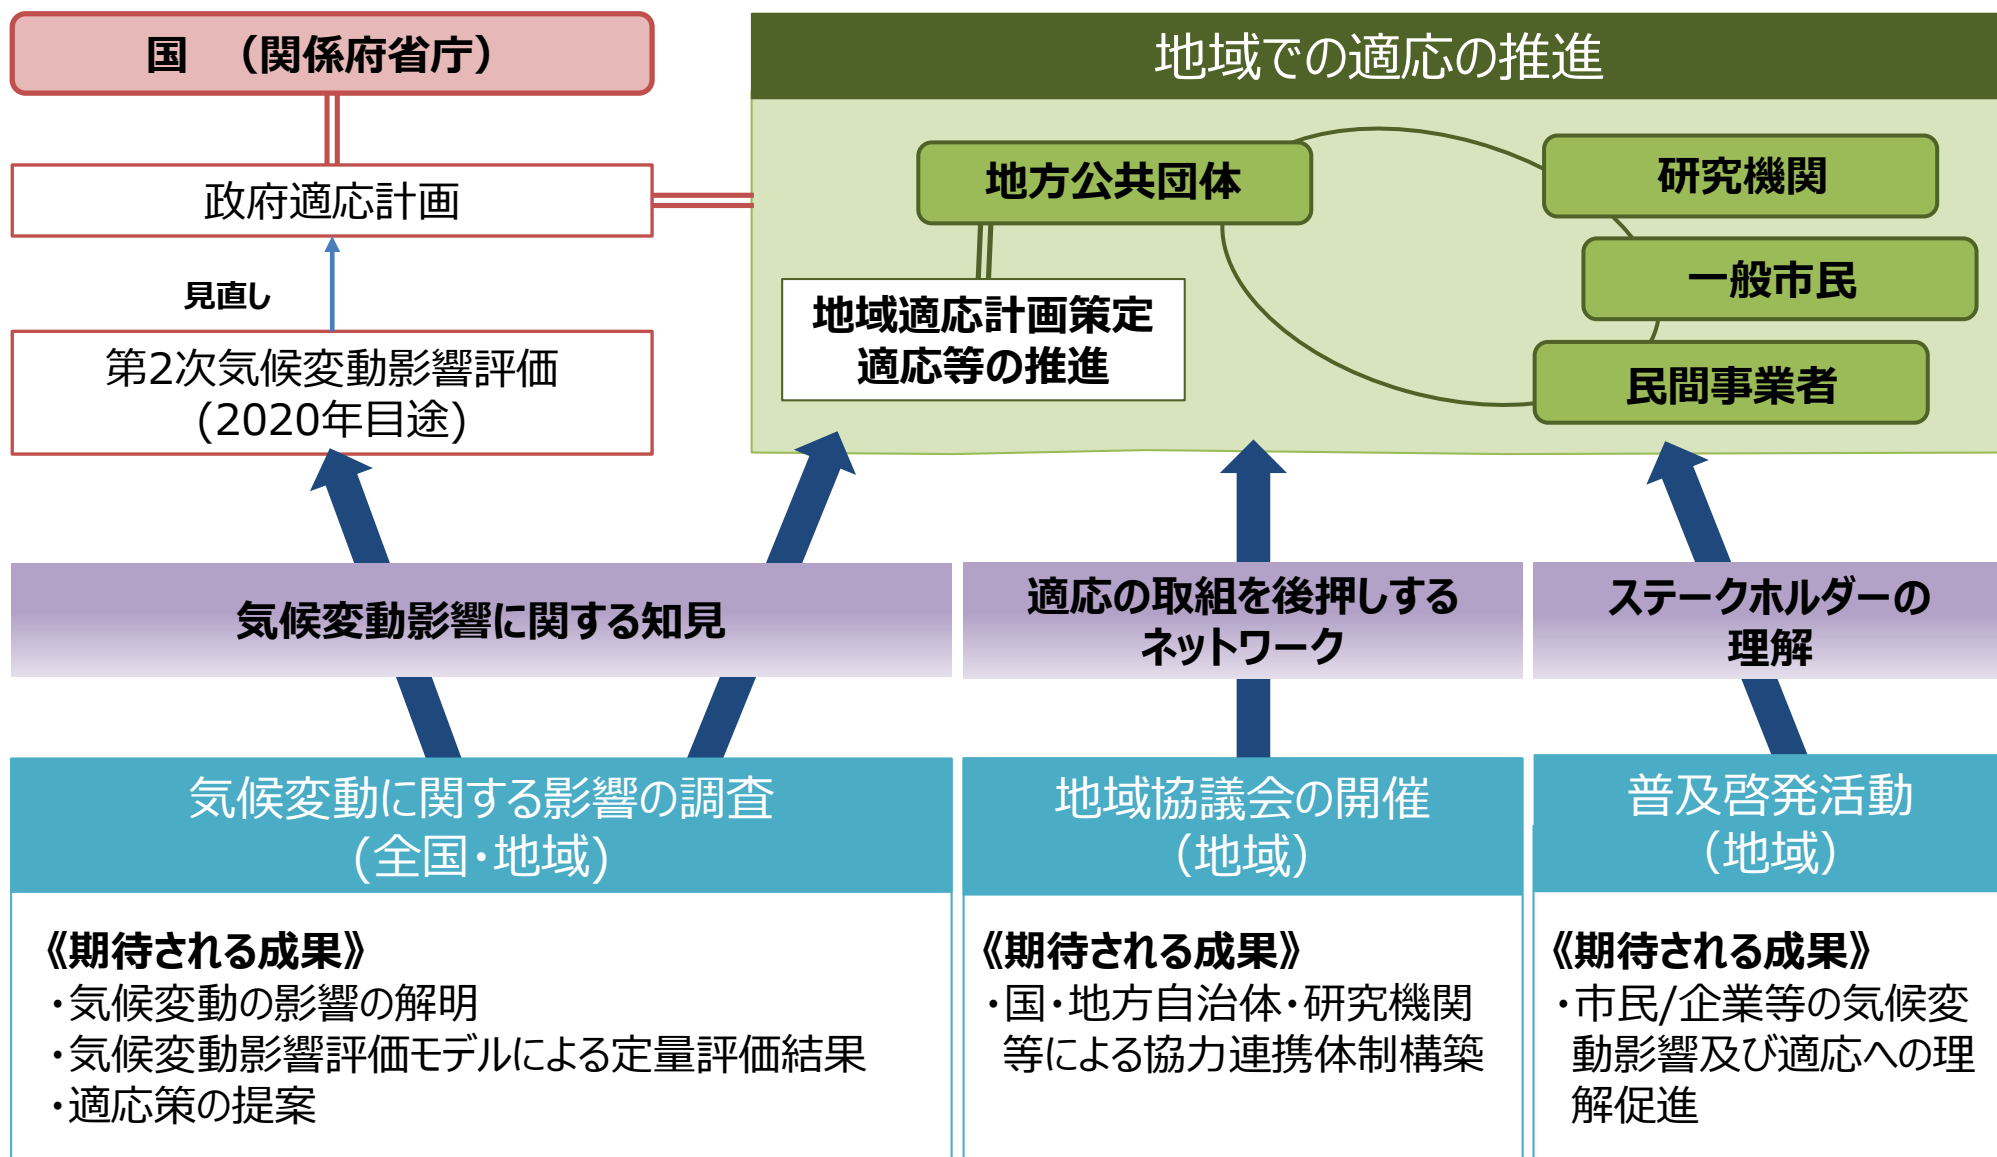 国　（関係府省庁）
政府適応計画
見直し
第2次気候変動影響評価
(2020年目途)
地域での適応の推進
地方公共団体
研究機関
一般市民
民間事業者
地域適応計画策定
適応等の推進
気候変動影響に関する知見
適応の取組を後押しする
ネットワーク
ステークホルダーの
理解
気候変動に関する影響の調査
(全国・地域)
《期待される成果》
・気候変動の影響の解明
・気候変動影響評価モデルによる定量評価結果
・適応策の提案
地域協議会の開催
（地域）
《期待される成果》
・国・地方自治体・研究機関
等による協力連携体制構築
普及啓発活動
（地域）
《期待される成果》
・市民/企業等の気候変
動影響及び適応への理
解促進